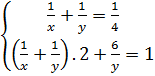 { 1/x + 1/y = 1/4
(1/x + 1/y) . 2 + 6/y = 1